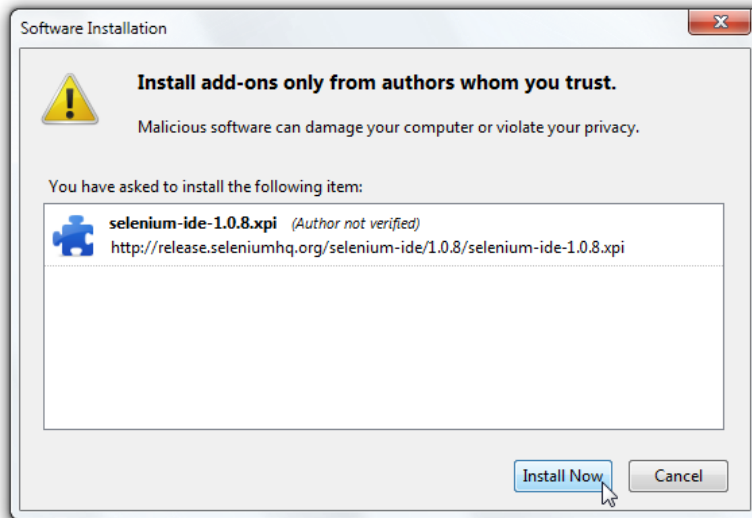 Software Installation
Install add-ons only from authors whom you trust.
Malicious software can damage your computer or violate your privacy.
You have asked to install the following item:
selenium-ide-1.0.8.xpi (Author not verified)
http://release.seleniumhq.org/selenium-ide/1.0.8/selenium-ide-1.0.8.xpi
Install Now Cancel